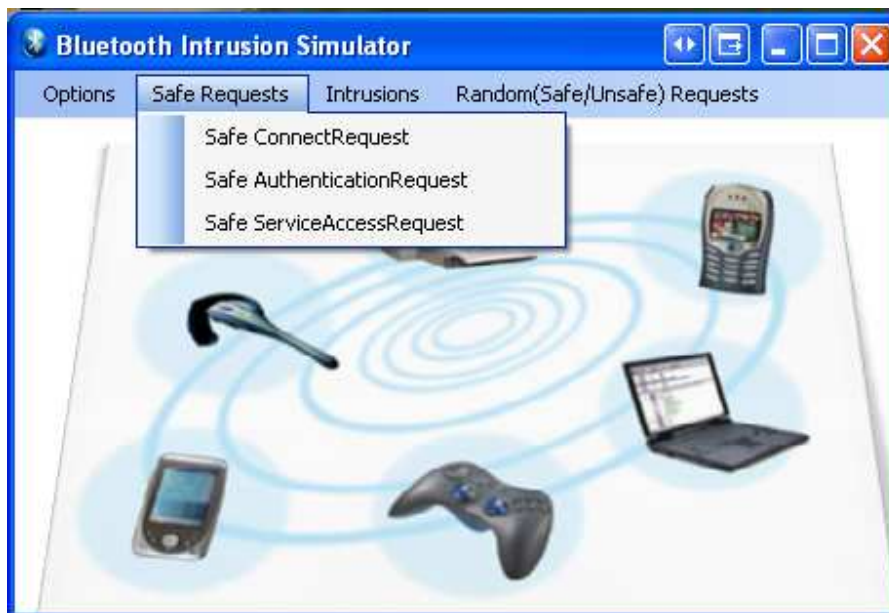 Bluetooth Intrusion Simulator
Options Safe Requests Intrusions Random(Safe/Unsafe) Requests
Safe ConnectRequest
Safe AuthenticationRequest
Safe ServiceAccessRequest